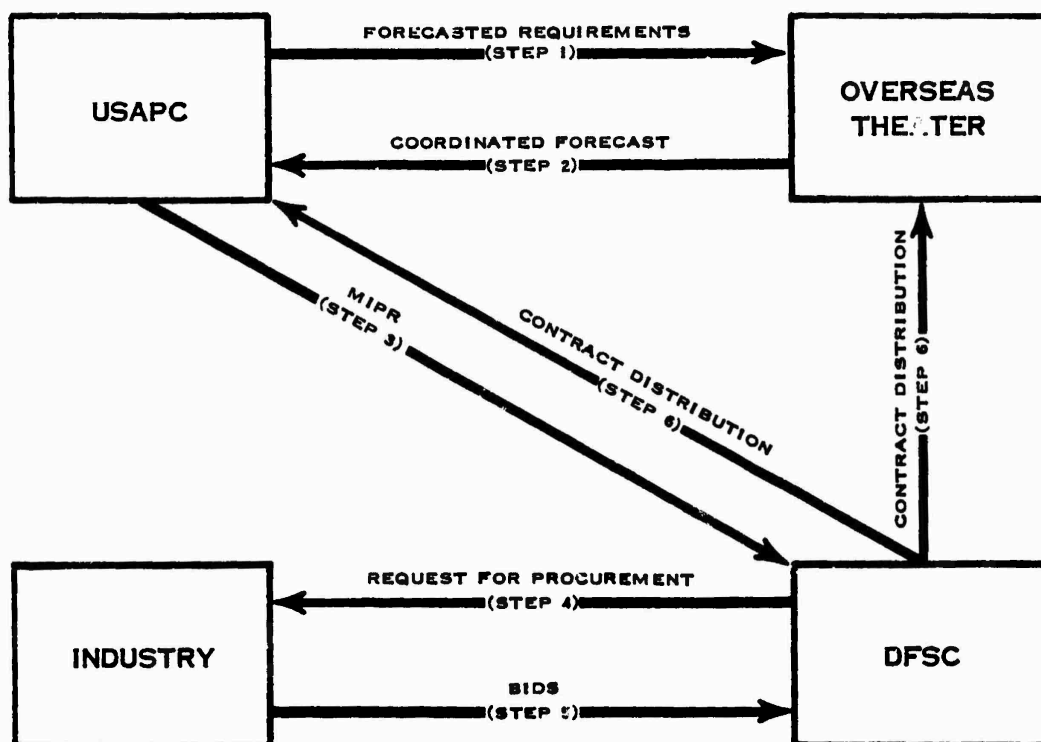 USAPC
FORECASTED REQUIREMENTS
(STEP 1)
OVERSEAS
THEATER
COORDINATED FORECAST
(STEP 2)
MIPR
(STEP 3)
CONTRACT DISTRIBUTION
(STEP 6)
CONTRACT DISTRIBUTION
(STEP 6)
INDUSTRY
REQUEST FOR PROCUREMENT
(STEP 4)
DFSC
BIDS
(STEP 5)